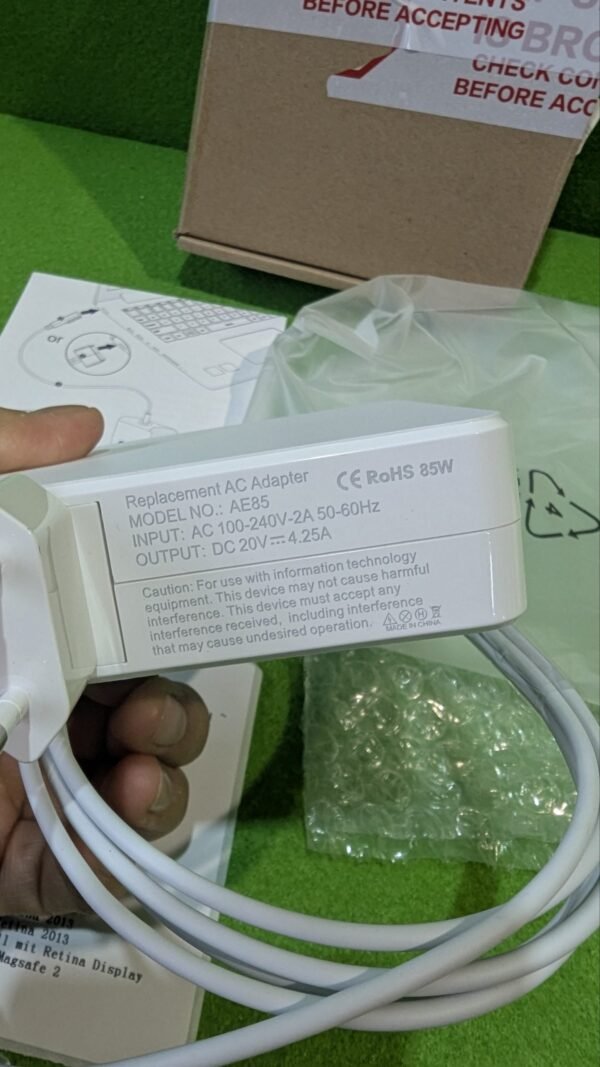 BEFORE ACCEPTING
CHECK
BEFORE
or
Replacement AC Adapter
CE RoHS 85W
MODEL NO.: AE85
INPUT: AC 100-240V-2A 50-60Hz
OUTPUT: DC 20V⎓4.25A
Caution: For use with information technology
equipment. This device may not cause harmful
interference. This device must accept any
interference received, including interference
that may cause undesired operation.
MADE IN CHINA
4
2013
Retina 2013
mit Retina Display
Magsafe 2